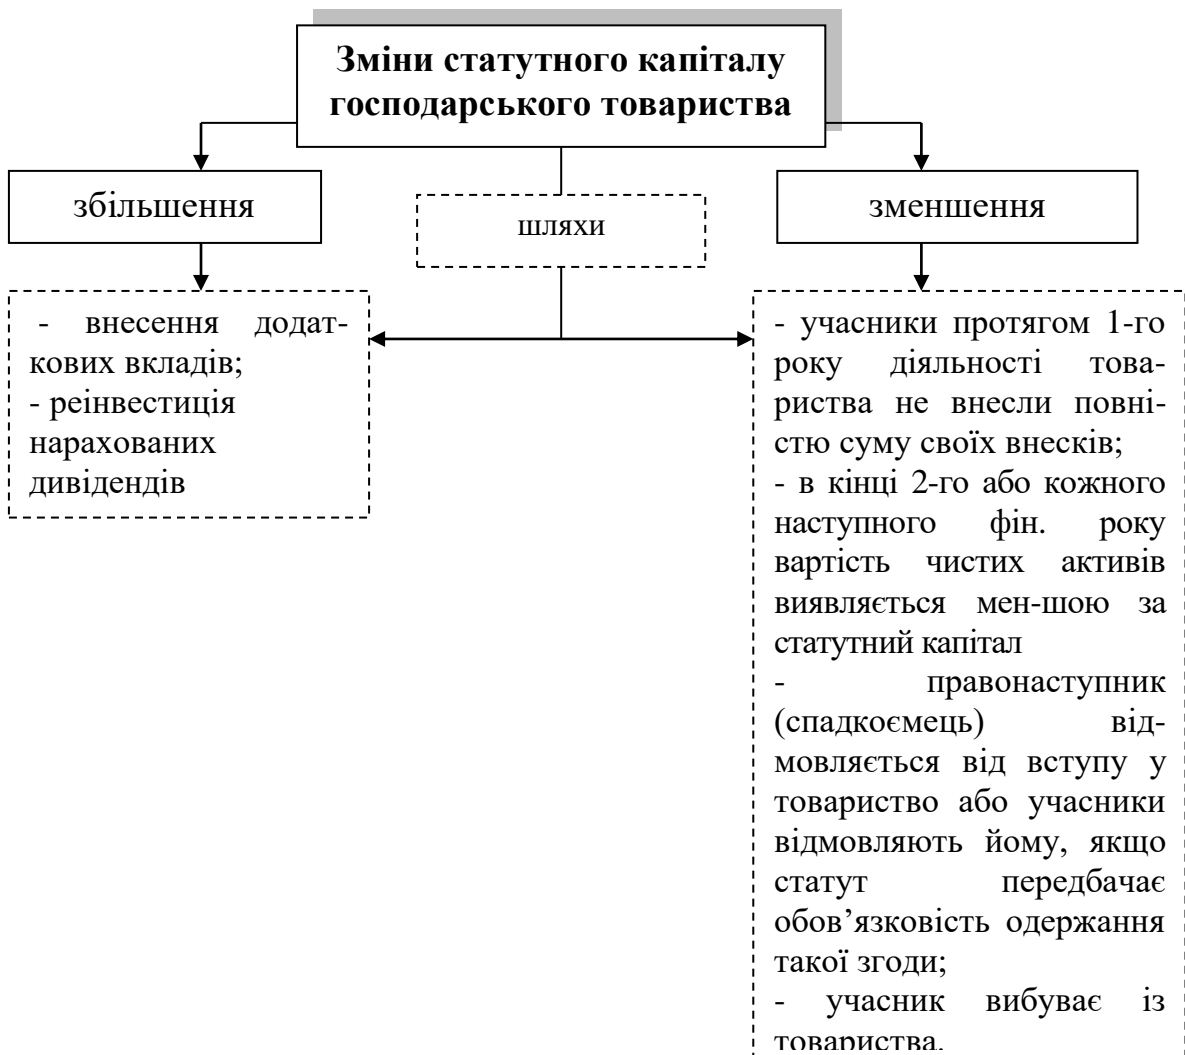 Зміни статутного капіталу
господарського товариства
збільшення
шляхи
зменшення
- внесення додат-
кових вкладів;
- реінвестиція
нарахованих
дивідендів
- учасники протягом 1-го
року діяльності това-
риства не внесли повні-
стю суму своїх внесків;
- в кінці 2-го або кожного
наступного фін. року
вартість чистих активів
виявляється мен-шою за
статутний капітал
- правонаступник
(спадкоємець) від-
мовляється від вступу у
товариство або учасники
відмовляють йому, якщо
статут передбачає
обов’язковість одержання
такої згоди;
- учасник вибуває із
товариства.